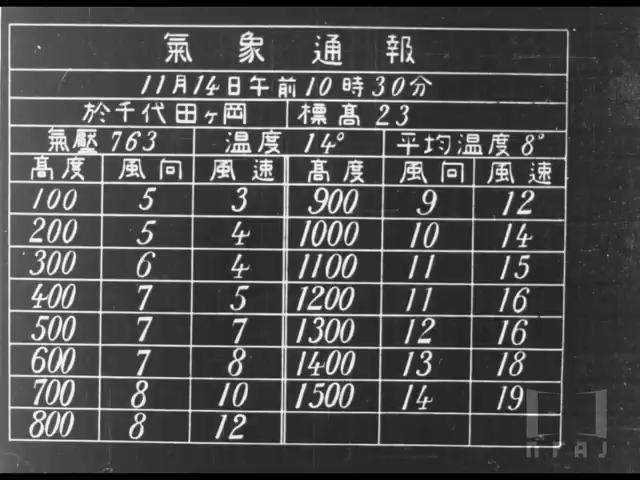 氣象通報
11月14日午前10時30分
於千代田ヶ岡 標高23
氣壓763 温度14° 平均温度8°
高度 風向 風速 高度 風向 風速
100 5 3 900 9 12
200 5 4 1000 10 14
300 6 4 1100 11 15
400 7 5 1200 11 16
500 7 7 1300 12 16
600 7 8 1400 13 18
700 8 10 1500 14 19
800 8 12
NFAJ